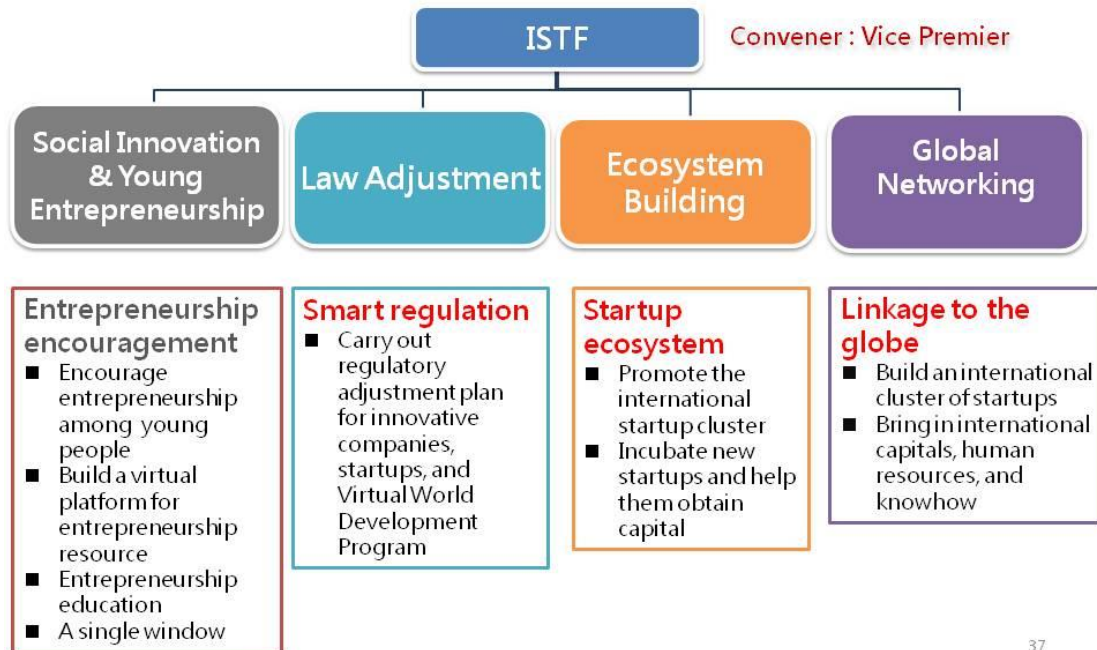 ISTF
Convener : Vice Premier
Social Innovation
& Young
Entrepreneurship
Law Adjustment
Ecosystem
Building
Global
Networking
Entrepreneurship
encouragement
■ Encourage
entrepreneurship
among young
people
■ Build a virtual
platform for
entrepreneurship
resource
■ Entrepreneurship
education
■ A single window
Smart regulation
■ Carry out
regulatory
adjustment plan
for innovative
companies,
startups, and
Virtual World
Development
Program
Startup
ecosystem
■ Promote the
international
startup cluster
■ Incubate new
startups and help
them obtain
capital
Linkage to the
globe
■ Build an international
cluster of startups
■ Bring in international
capitals, human
resources, and
knowhow
37